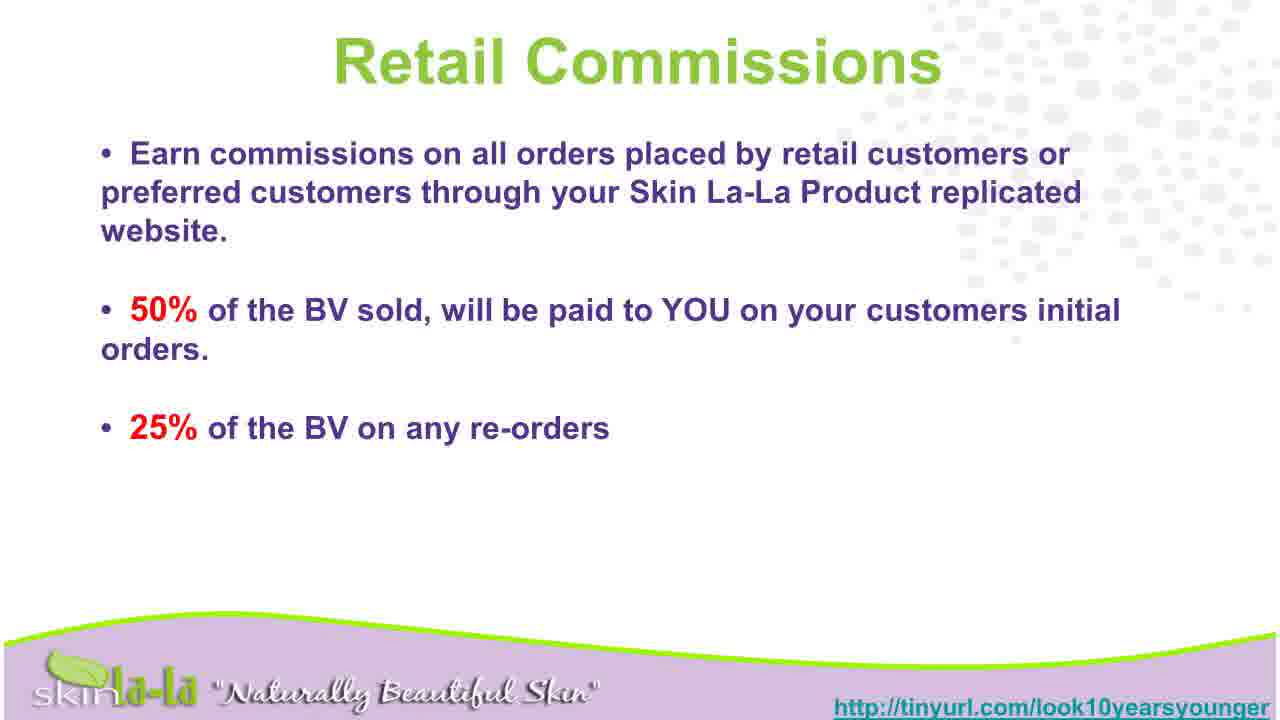 Retail Commissions
• Earn commissions on all orders placed by retail customers or
preferred customers through your Skin La-La Product replicated
website.
• 50% of the BV sold, will be paid to YOU on your customers initial
orders.
• 25% of the BV on any re-orders
skin la-la "Naturally Beautiful Skin"
http://tinyurl.com/look10yearsyounger